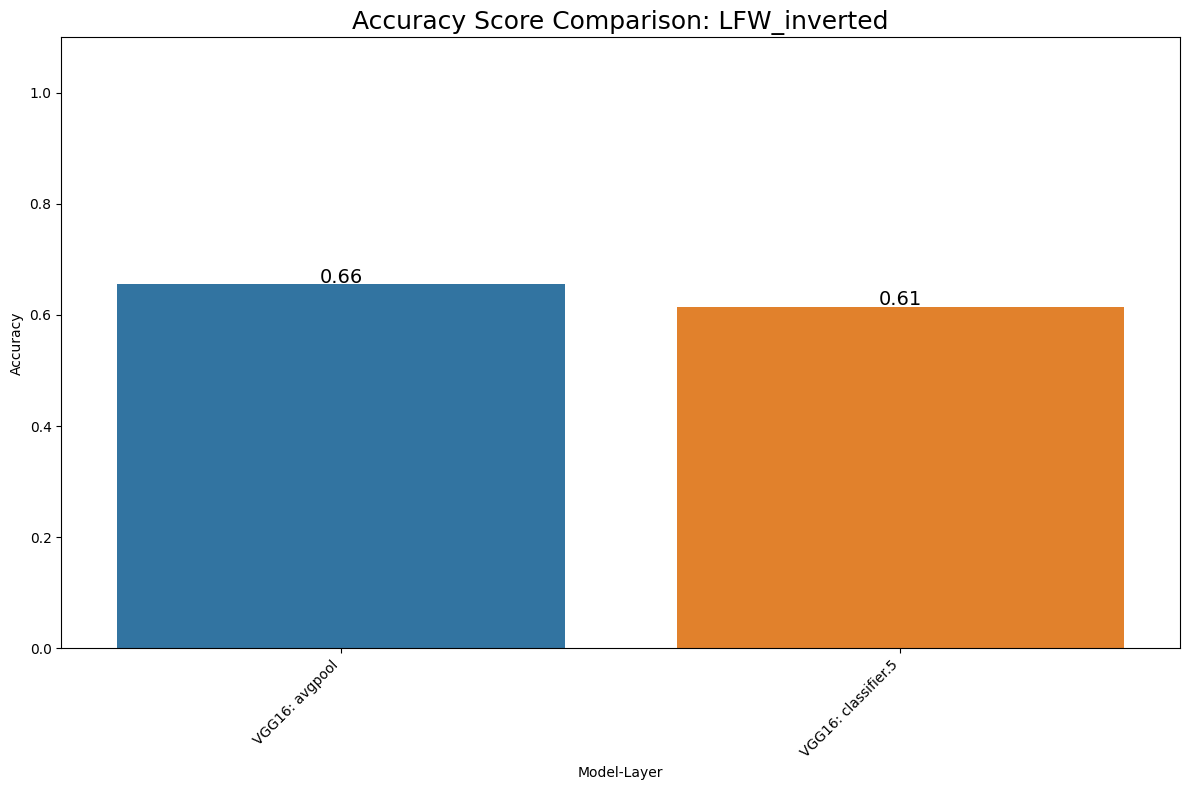 Accuracy Score Comparison: LFW_inverted
Accuracy
1.0
0.8
0.6
0.4
0.2
0.0
0.66
0.61
VGG16: avgpool
VGG16: classifier.5
Model-Layer